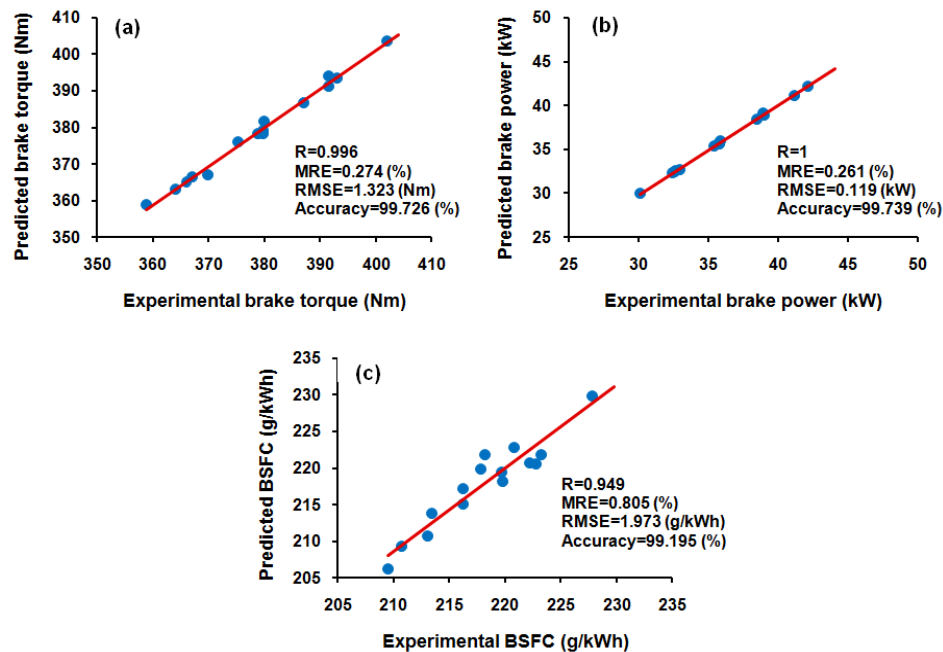 (a)
Predicted brake torque (Nm)
410
400
390
380
370
360
350
R=0.996
MRE=0.274 (%)
RMSE=1.323 (Nm)
Accuracy=99.726 (%)
350 360 370 380 390 400 410
Experimental brake torque (Nm)
(b)
Predicted brake power (kW)
50
45
40
35
30
25
R=1
MRE=0.261 (%)
RMSE=0.119 (kW)
Accuracy=99.739 (%)
25 30 35 40 45 50
Experimental brake power (kW)
(c)
Predicted BSFC (g/kWh)
235
230
225
220
215
210
205
R=0.949
MRE=0.805 (%)
RMSE=1.973 (g/kWh)
Accuracy=99.195 (%)
205 210 215 220 225 230 235
Experimental BSFC (g/kWh)